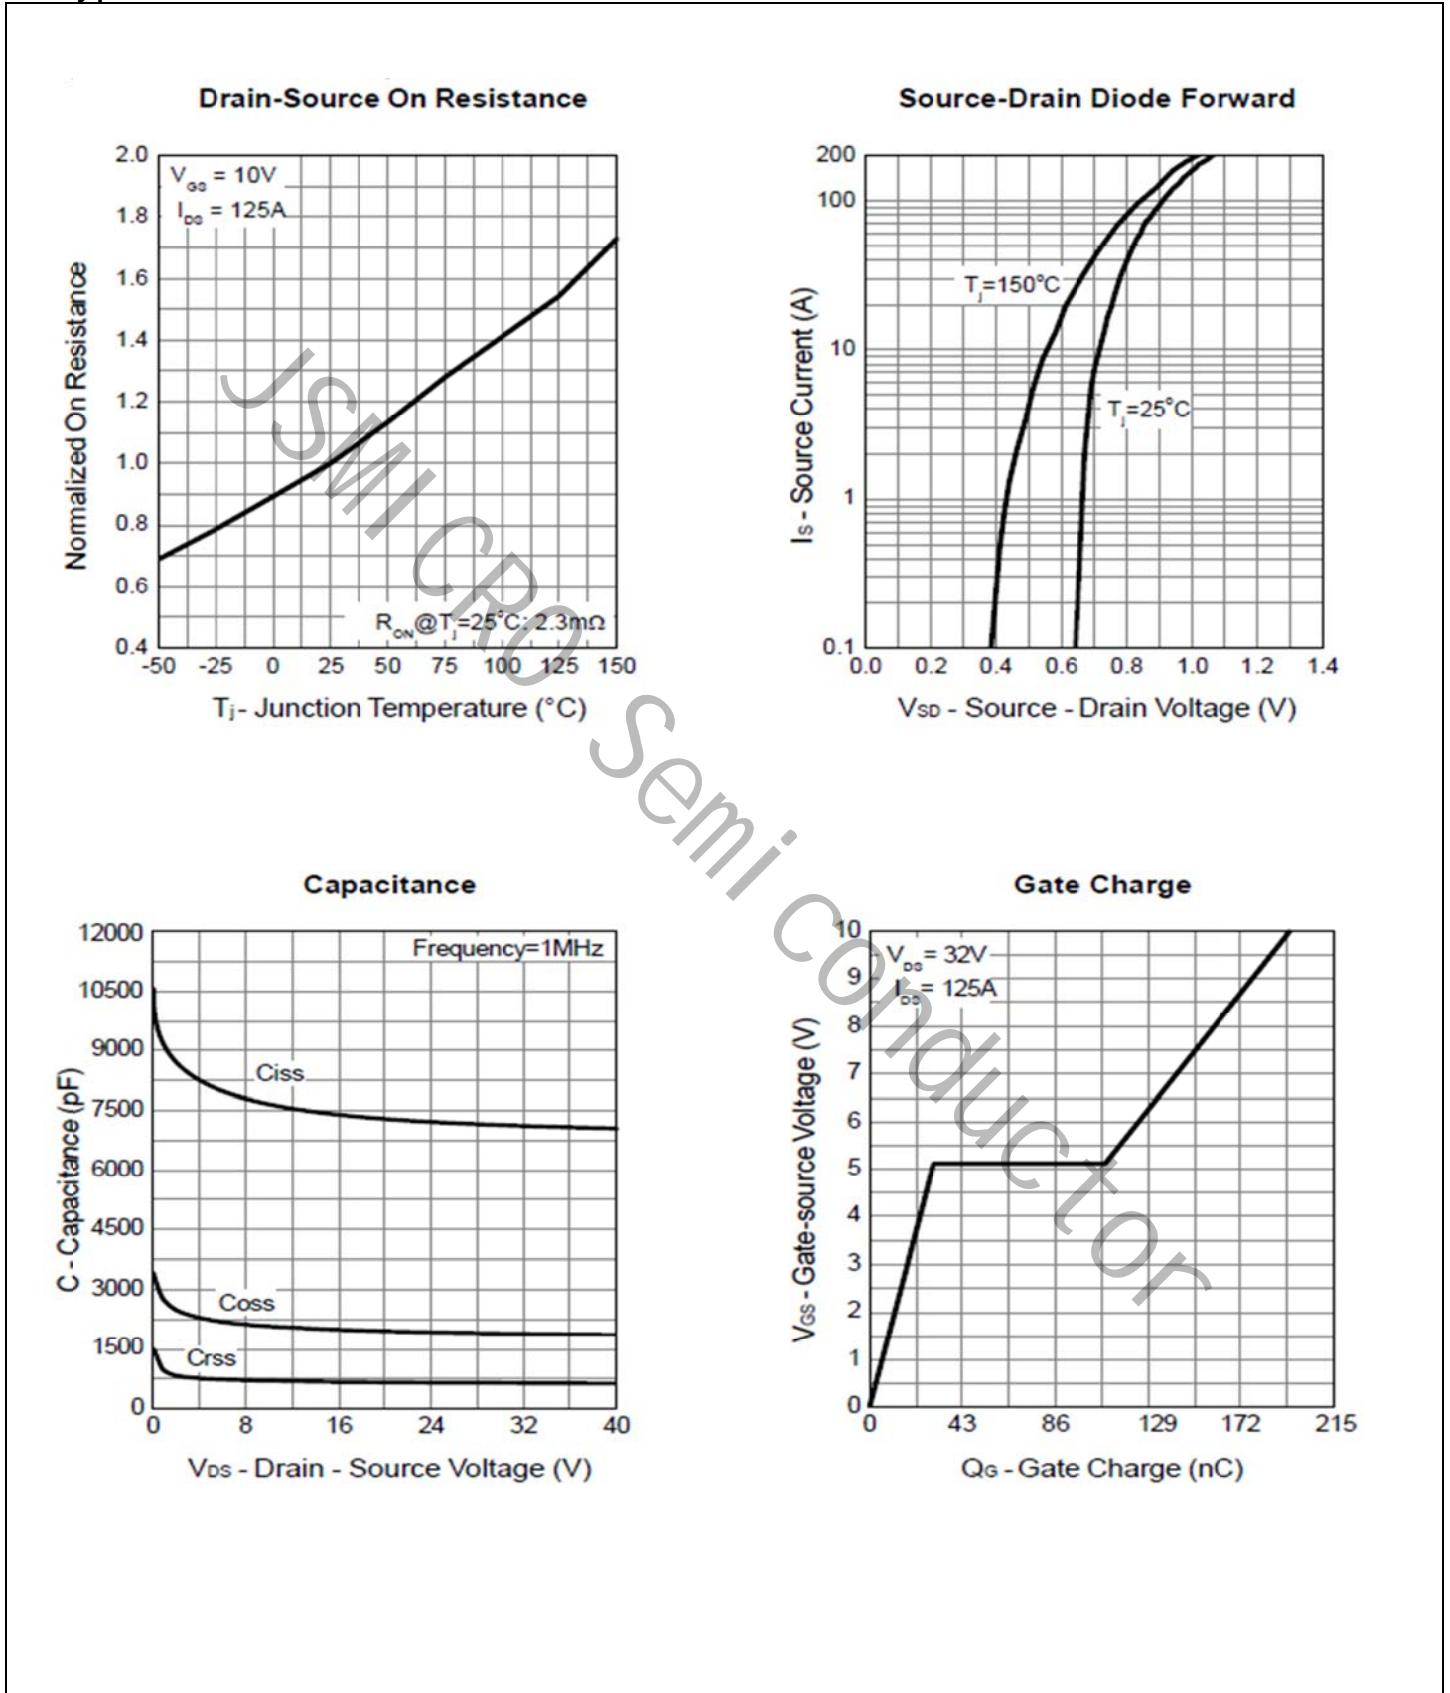 Drain-Source On Resistance
2.0
1.8
1.6
1.4
1.2
1.0
0.8
0.6
0.4
VGS = 10V
IDS = 125A
RON@Tj=25°C: 2.3mΩ
-50 -25 0 25 50 75 100 125 150
Normalized On Resistance
Tj - Junction Temperature (°C)
Source-Drain Diode Forward
200
100
10
1
0.1
Tj=150°C
Tj=25°C
0.0 0.2 0.4 0.6 0.8 1.0 1.2 1.4
IS - Source Current (A)
VSD - Source - Drain Voltage (V)
Capacitance
12000
10500
9000
7500
6000
4500
3000
1500
0
Frequency=1MHz
Ciss
Coss
Crss
0 8 16 24 32 40
C - Capacitance (pF)
VDS - Drain - Source Voltage (V)
Gate Charge
10
9
8
7
6
5
4
3
2
1
0
VDS = 32V
IDS = 125A
0 43 86 129 172 215
VGS - Gate-source Voltage (V)
QG - Gate Charge (nC)
JSMICRO Semiconductor